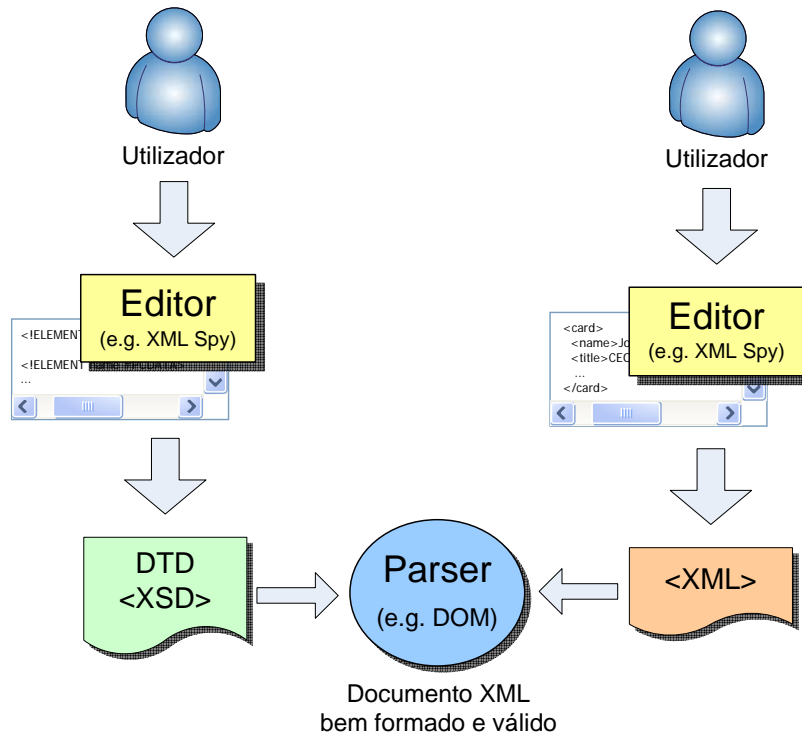 Utilizador
Utilizador
Editor
(e.g. XML Spy)
<!ELEMENT
<!ELEMENT
...
Editor
(e.g. XML Spy)
<card>
<name>Jo
<title>CEO
...
</card>
DTD
<XSD>
Parser
(e.g. DOM)
<XML>
Documento XML
bem formado e válido